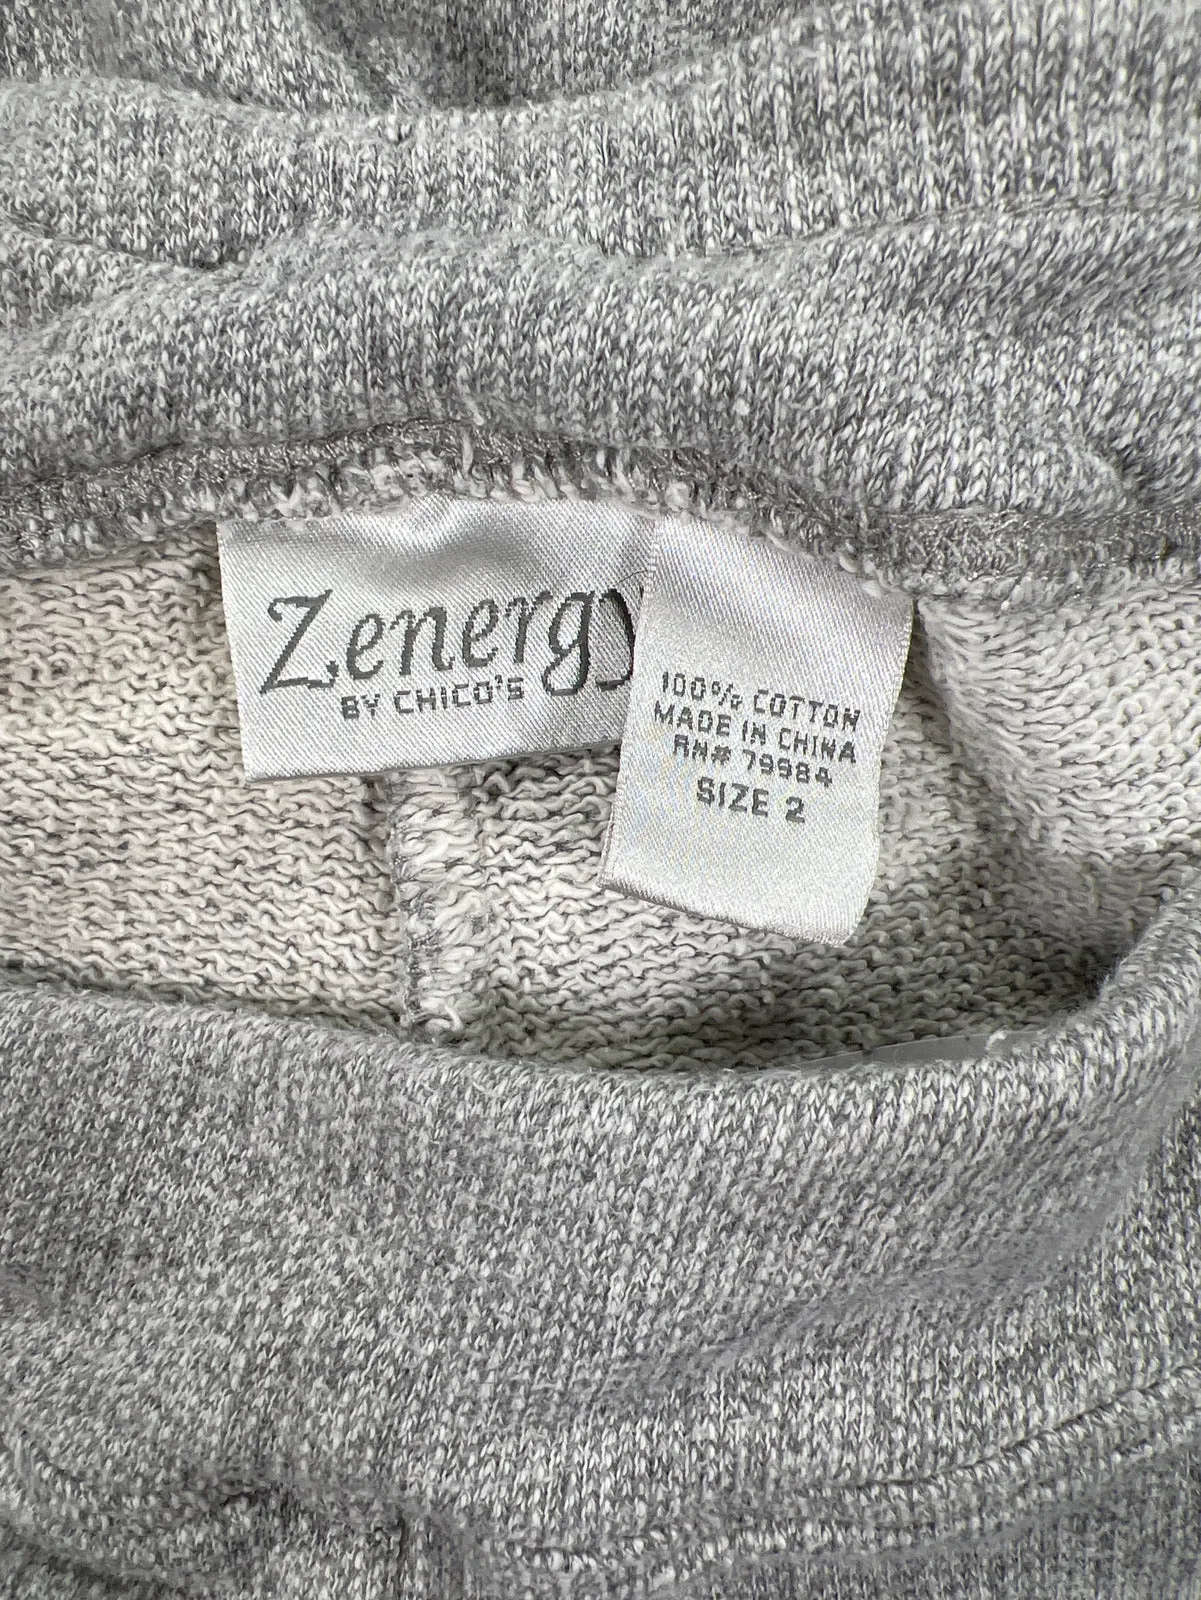 Zenergy
BY CHICO'S
100% COTTON
MADE IN CHINA
RN# 79984
SIZE 2